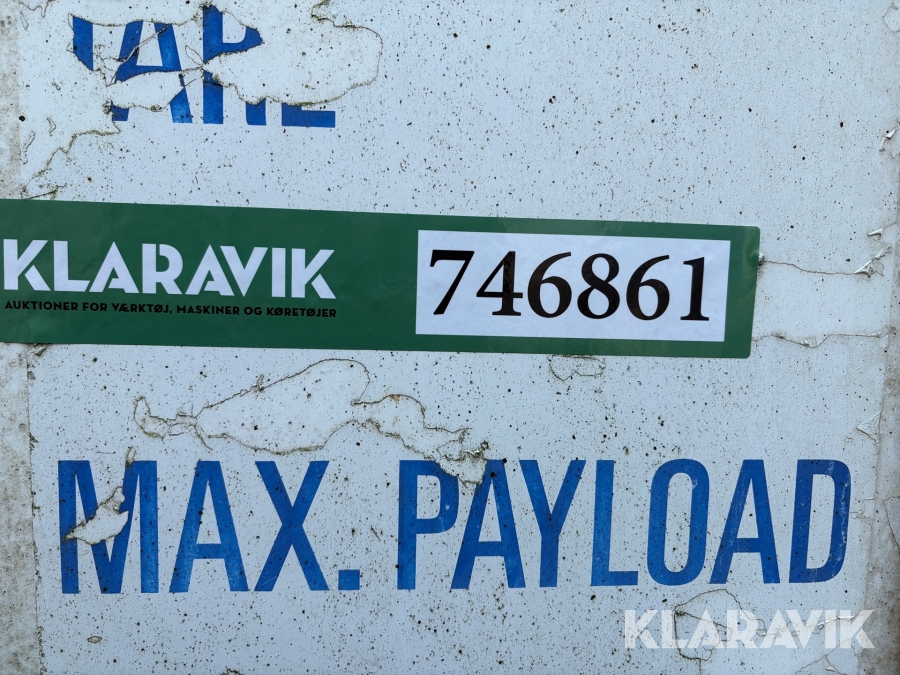 KLARAVIK
AUKTIONER FOR VÆRKTØJ, MASKINER OG KØRETØJER
746861
MAX. PAYLOAD
KLARAVIK